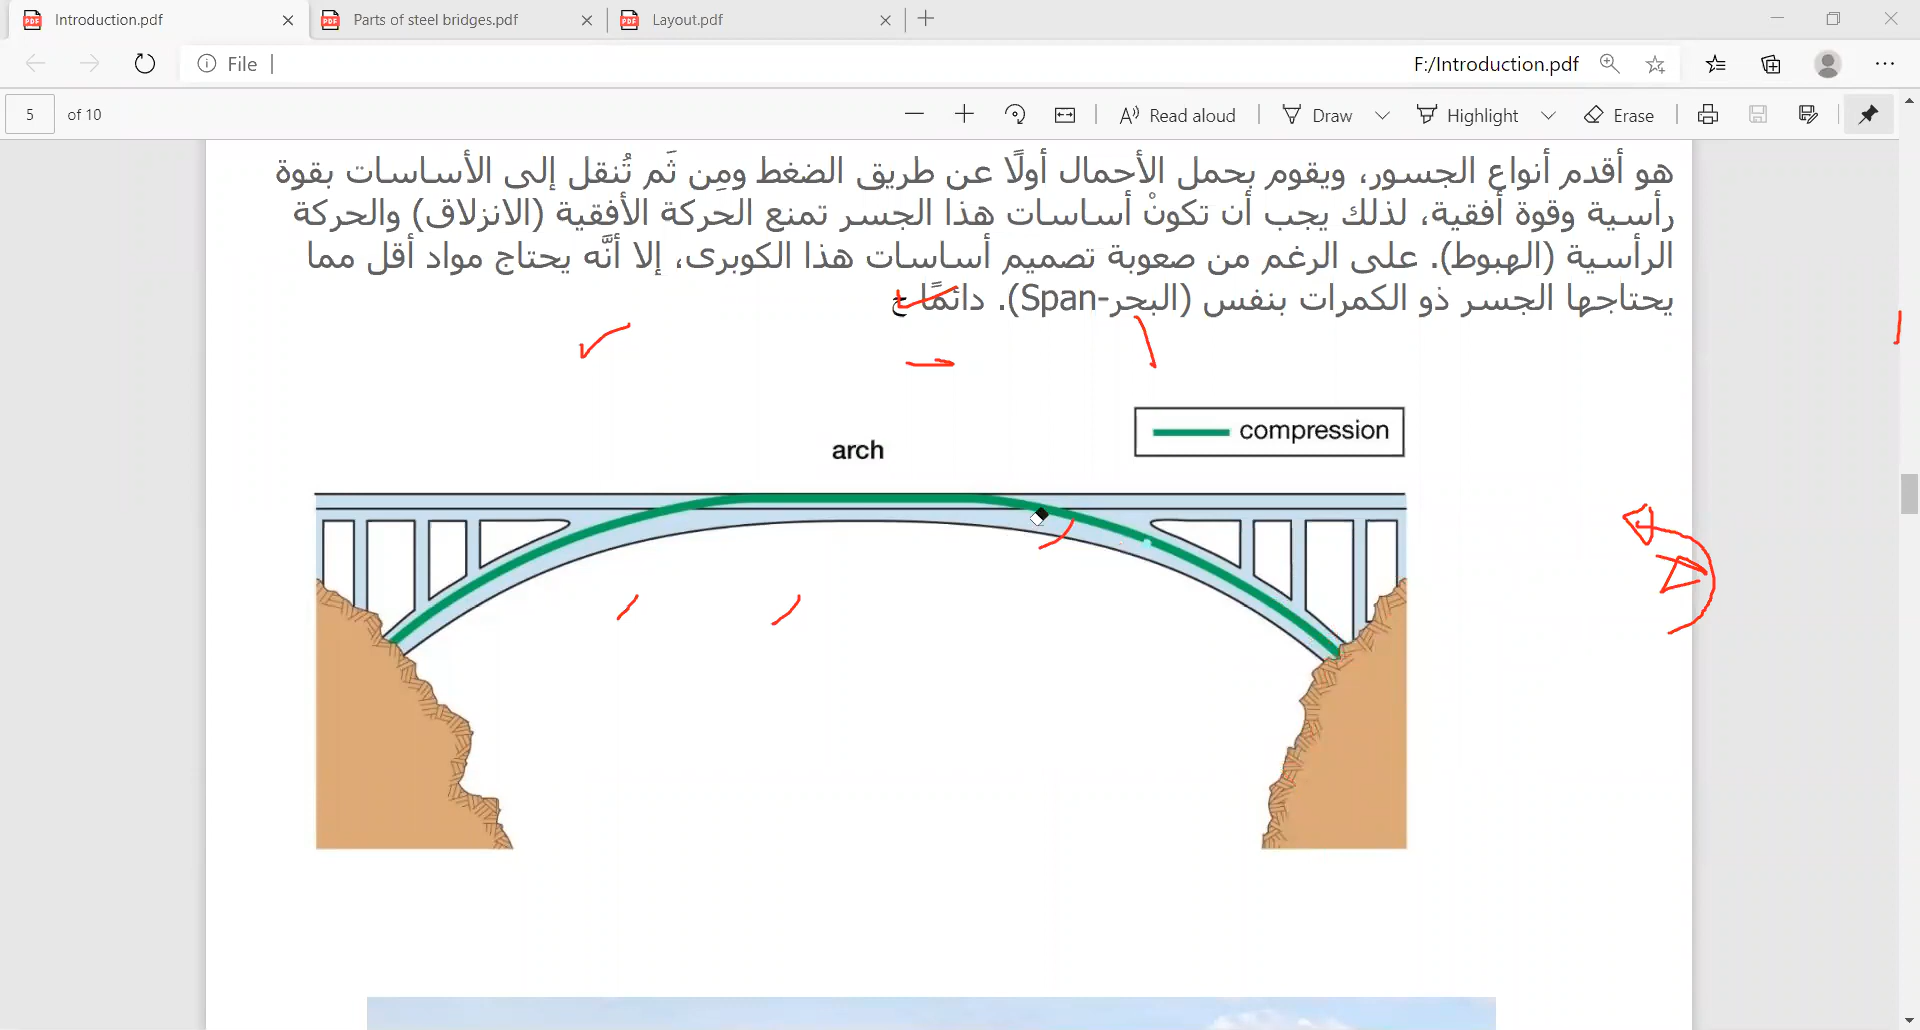 Introduction.pdf
Parts of steel bridges.pdf
Layout.pdf
File
F:/Introduction.pdf
5 of 10
Read aloud
Draw
Highlight
Erase
هو أقدم أنواع الجسور، ويقوم بحمل الأحمال أولًا عن طريق الضغط ومِن ثَم تُنقل إلى الأساسات بقوة
رأسية وقوة أفقية، لذلك يجب أن تكونْ أساسات هذا الجسر تمنع الحركة الأفقية (الانزلاق) والحركة
الرأسية (الهبوط). على الرغم من صعوبة تصميم أساسات هذا الكوبرى، إلا أنَّه يحتاج مواد أقل مما
يحتاجها الجسر ذو الكمرات بنفس (البحر-Span). دائمًا ع
compression
arch